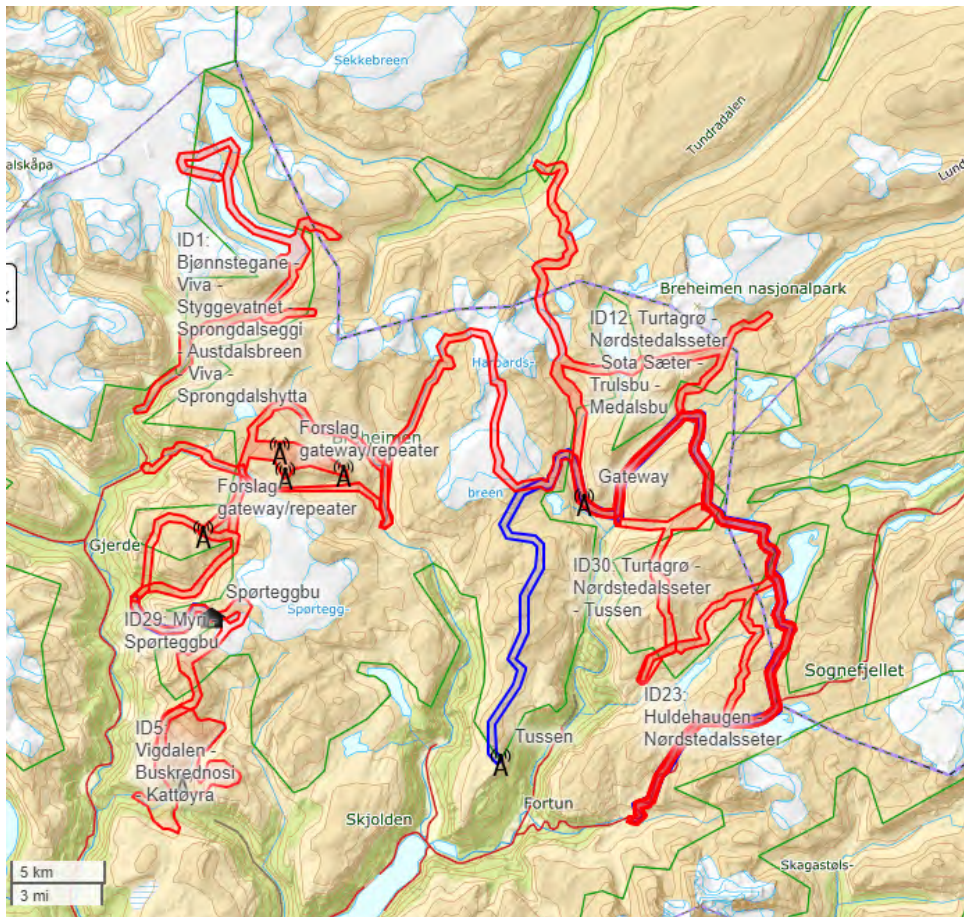 Sekkebreen
alskåpa
Tundradalen
Lund
ID1:
Bjønnstegane -
Viva -
Styggevatnet -
Sprongdalseggi
- Austdalsbreen
- Viva -
Sprongdalshytta
Breheimen nasjonalpark
ID12: Turtagrø -
Nørdstedalsseter
- Sota Sæter -
Trulsbu -
Medalsbu
Harbards-
breen
Forslag
gateway/repeater
Breheimen
Forslag
gateway/repeater
Gateway
Gjerde
Spørteggbu
Spørtegg-
ID29: Myri -
Spørteggbu
ID30: Turtagrø -
Nørdstedalsseter
- Tussen
Sognefjellet
ID23:
Huldehaugen -
Nørdstedalsseter
ID5
Vigdalen -
Buskrednosi
- Kattøyra
Tussen
Fortun
Skjolden
Skagastøls-
5 km
3 mi